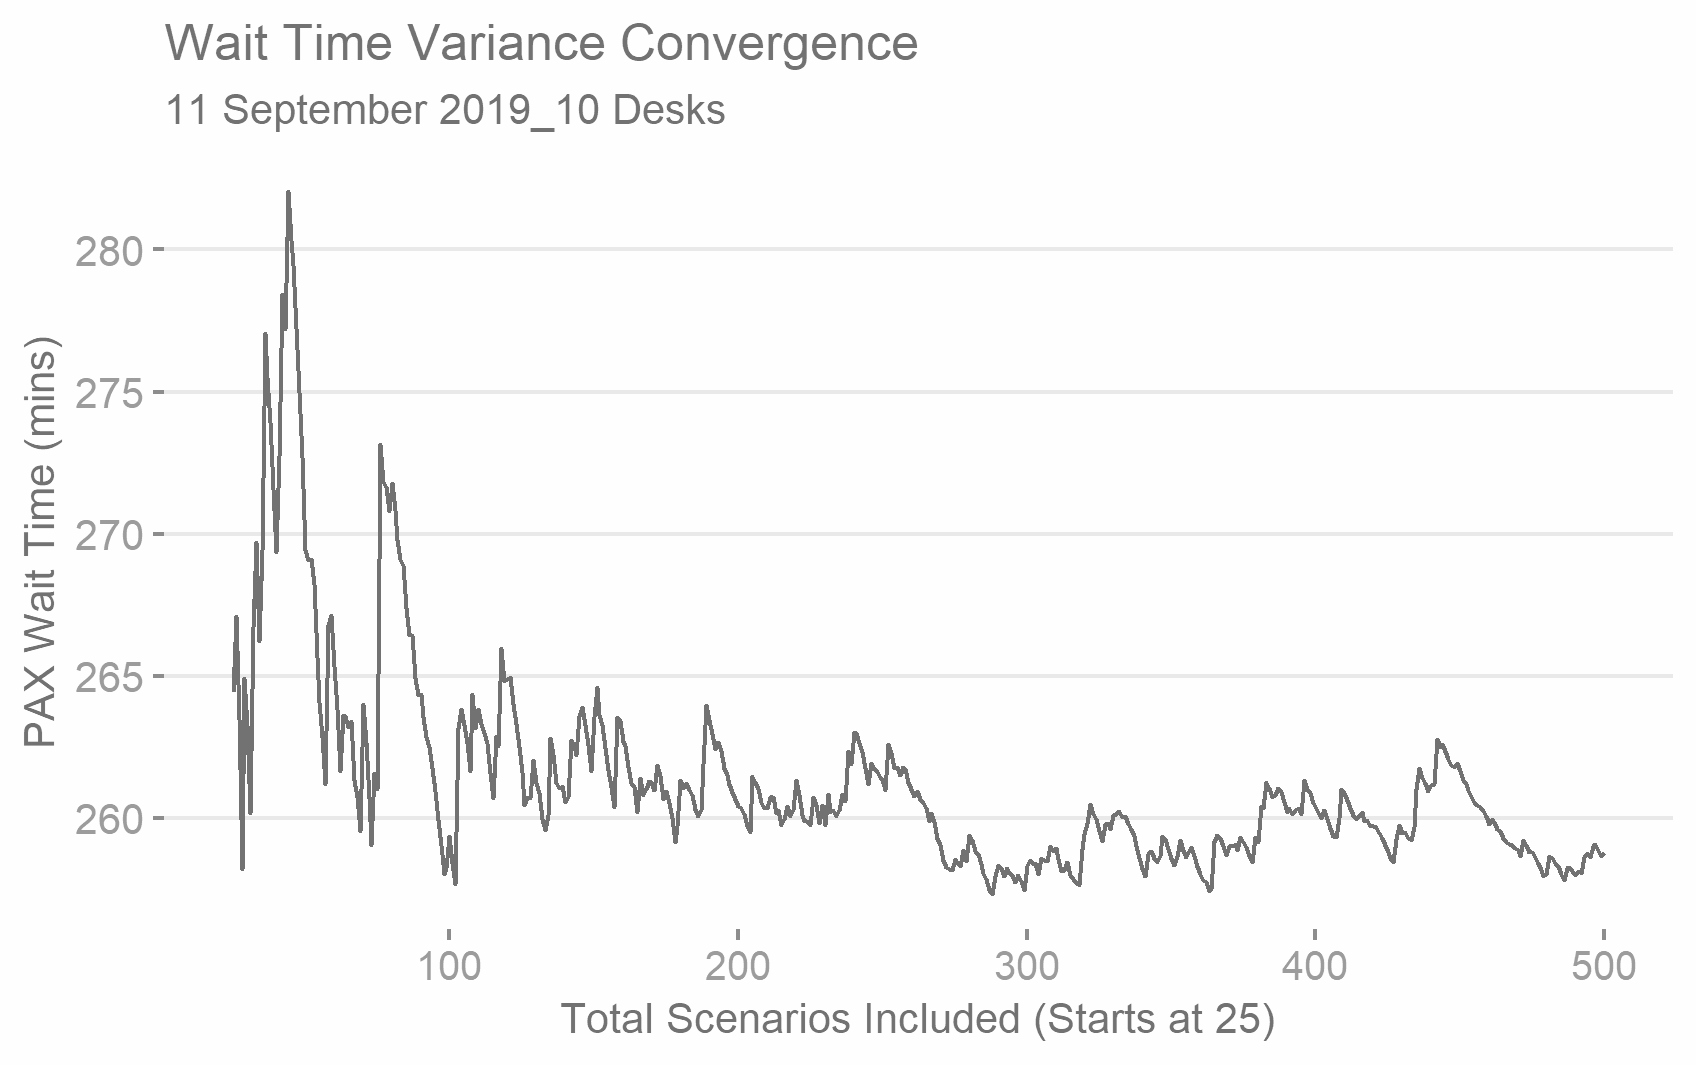 Wait Time Variance Convergence
11 September 2019_10 Desks
PAX Wait Time (mins)
280
275
270
265
260
100 200 300 400 500
Total Scenarios Included (Starts at 25)